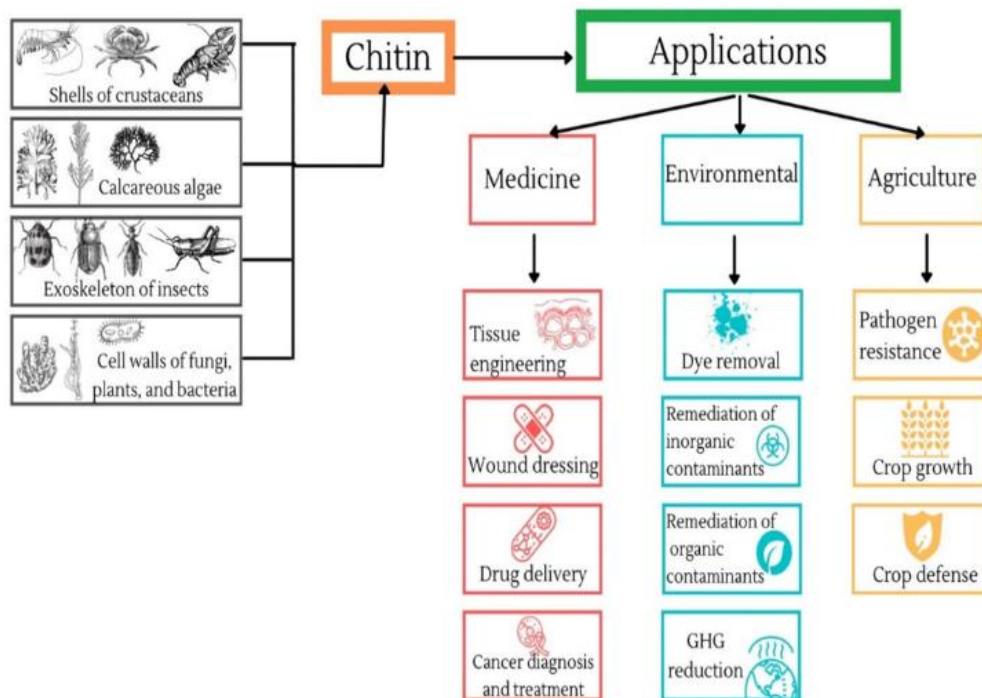 Shells of crustaceans
Calcareous algae
Exoskeleton of insects
Cell walls of fungi,
plants, and bacteria
Chitin
Applications
Medicine
Tissue
engineering
Wound dressing
Drug delivery
Cancer diagnosis
and treatment
Environmental
Dye removal
Remediation of
inorganic
contaminants
Remediation of
organic
contaminants
GHG
reduction
Agriculture
Pathogen
resistance
Crop growth
Crop defense